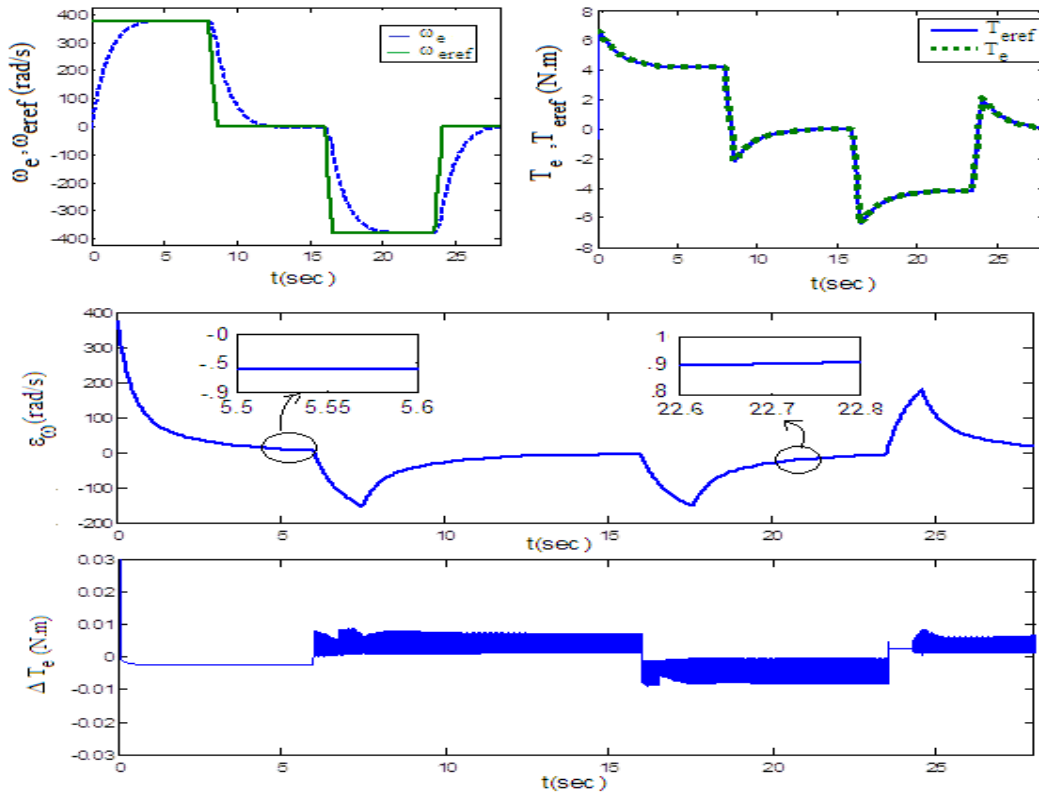 ωe,ωeref(rad/s)
400
300
200
100
0
-100
-200
-300
-400
0 5 10 15 20 25
t(sec)
ωe
ωeref
Te ,Teref(N.m)
8
6
4
2
0
-2
-4
-6
-8
0 5 10 15 20 25
t(sec)
Teref
Te
εω(rad/s)
400
300
200
100
0
-100
-200
0 5 10 15 20 25
t(sec)
-0
-.5
-.9
5.5 5.55 5.6
1
.9
.8
22.6 22.7 22.8
ΔTe (N.m)
0.03
0.02
0.01
0
-0.01
-0.02
-0.03
0 5 10 15 20 25
t(sec)